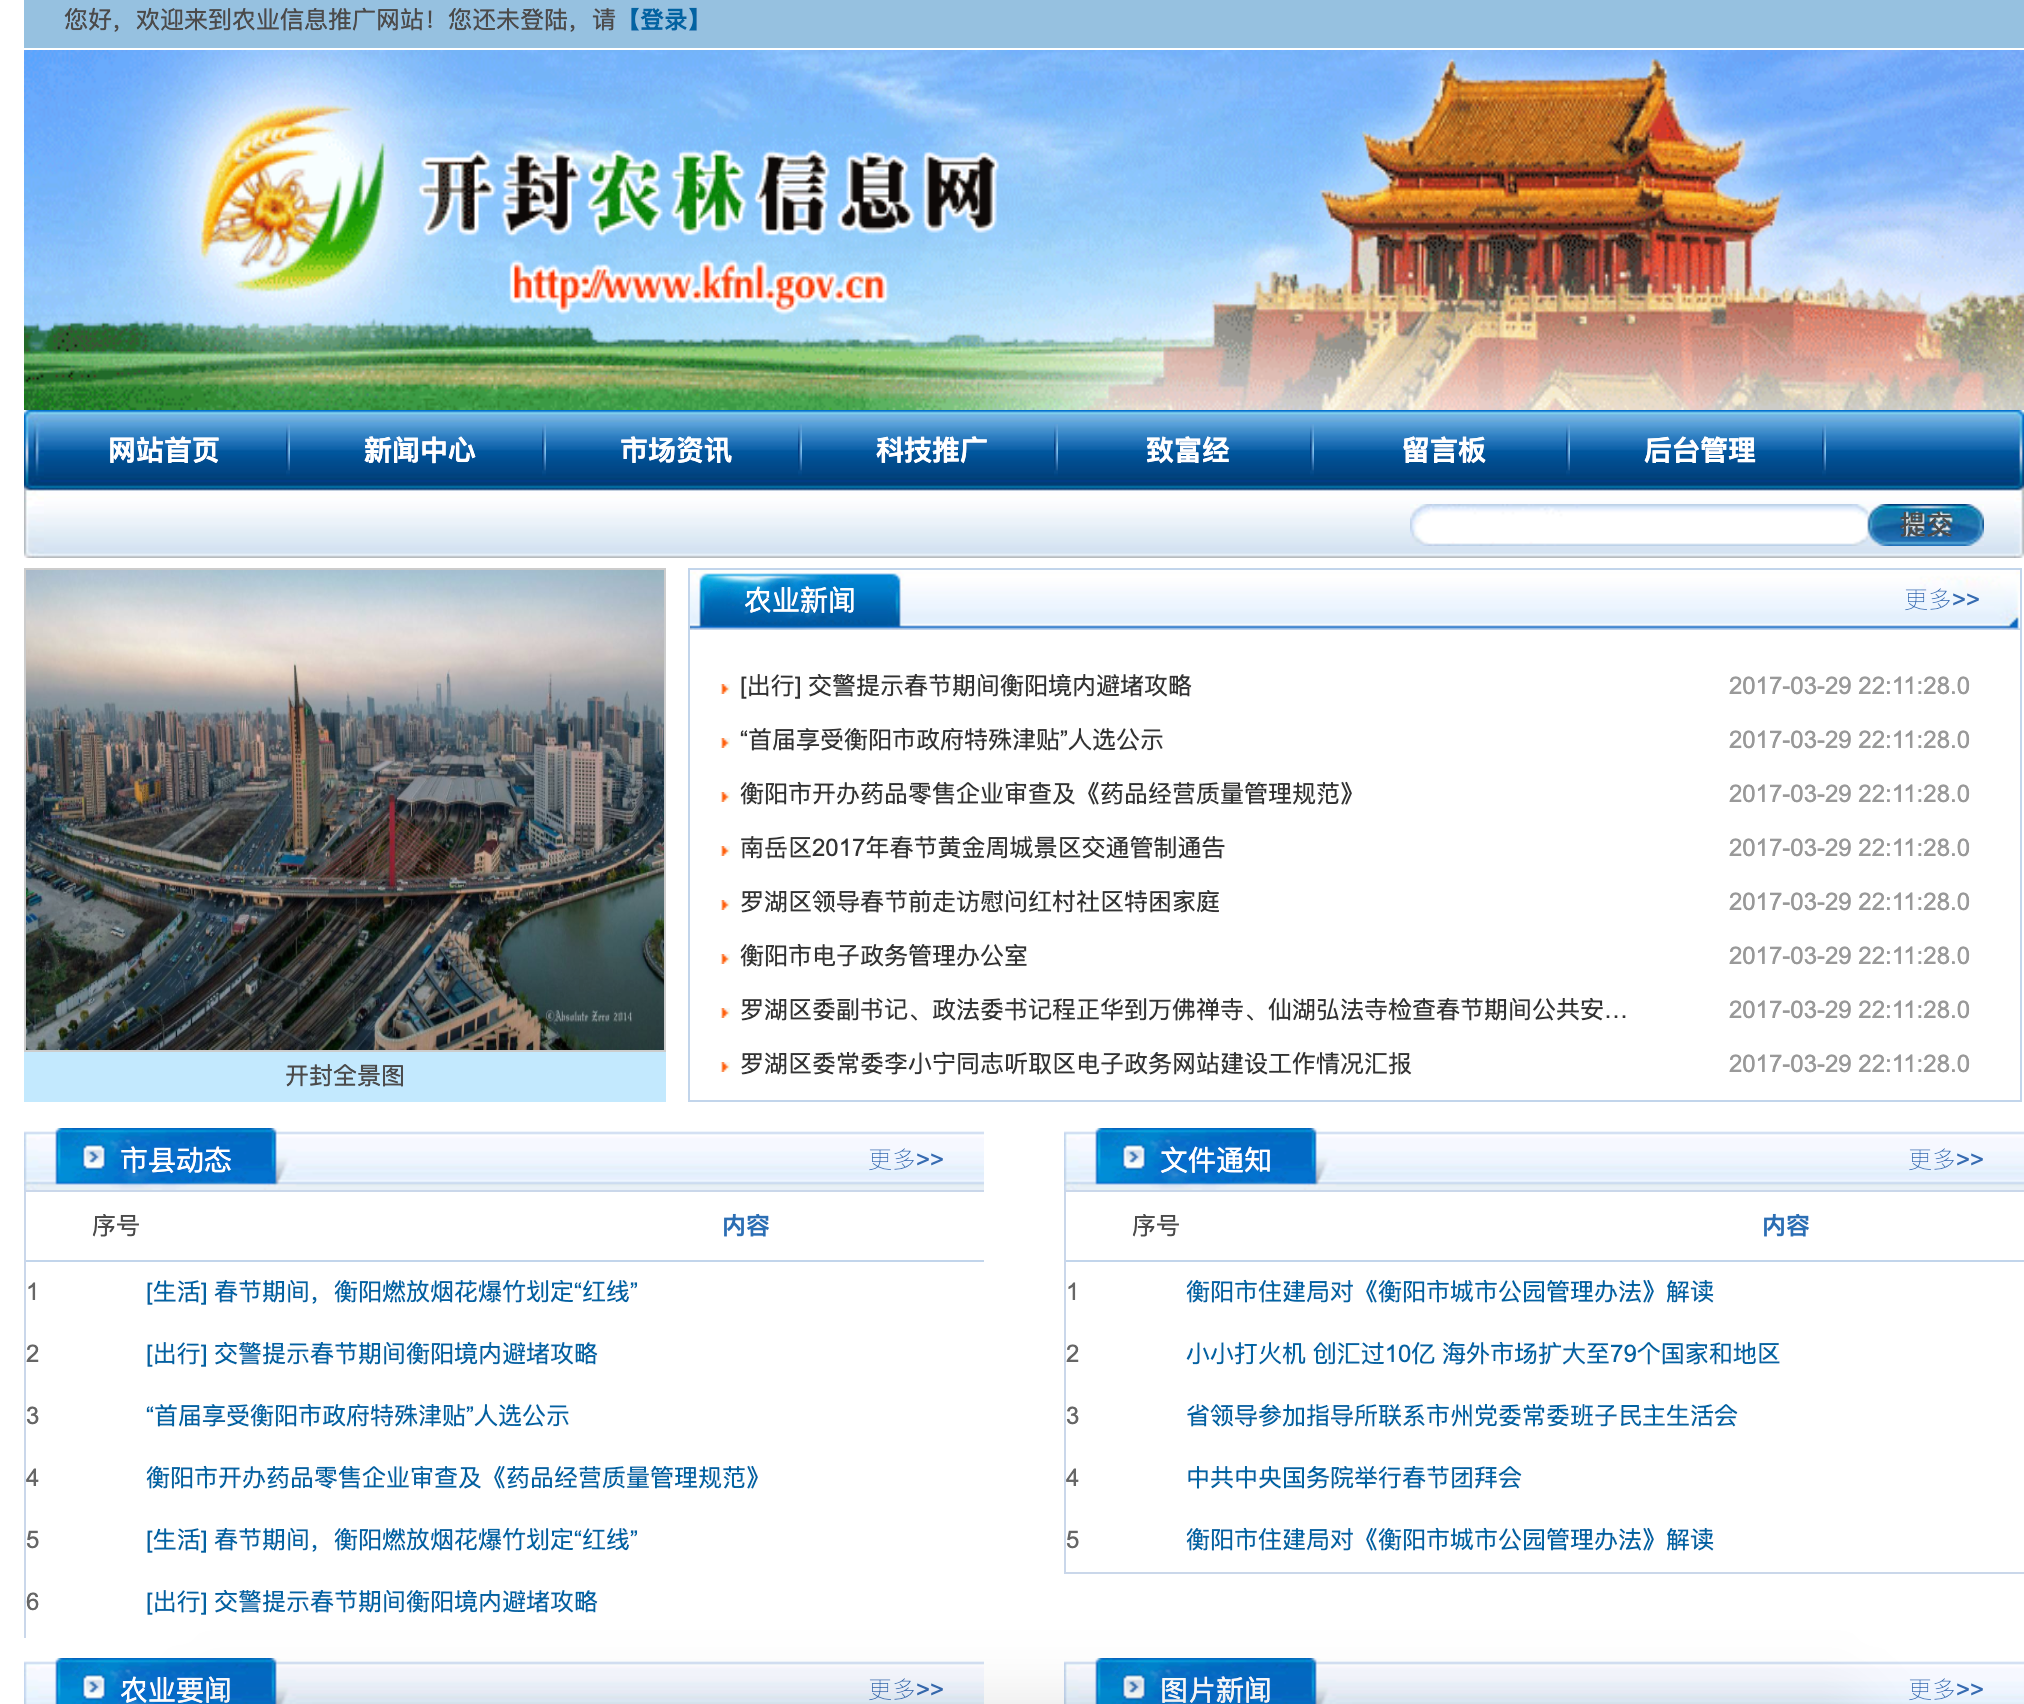 您好，欢迎来到农业信息推广网站！您还未登陆，请【登录】
开封农林信息网
http://www.kfnl.gov.cn
网站首页 新闻中心 市场资讯 科技推广 致富经 留言板 后台管理
提交
农业新闻 更多>>
[出行] 交警提示春节期间衡阳境内避堵攻略 2017-03-29 22:11:28.0
“首届享受衡阳市政府特殊津贴”人选公示 2017-03-29 22:11:28.0
衡阳市开办药品零售企业审查及《药品经营质量管理规范》 2017-03-29 22:11:28.0
南岳区2017年春节黄金周城景区交通管制通告 2017-03-29 22:11:28.0
罗湖区领导春节前走访慰问红村社区特困家庭 2017-03-29 22:11:28.0
衡阳市电子政务管理办公室 2017-03-29 22:11:28.0
罗湖区委副书记、政法委书记程正华到万佛禅寺、仙湖弘法寺检查春节期间公共安... 2017-03-29 22:11:28.0
罗湖区委常委李小宁同志听取区电子政务网站建设工作情况汇报 2017-03-29 22:11:28.0
©Absolute Zero 2014
开封全景图
市县动态 更多>>
序号 内容
1 [生活] 春节期间，衡阳燃放烟花爆竹划定“红线”
2 [出行] 交警提示春节期间衡阳境内避堵攻略
3 “首届享受衡阳市政府特殊津贴”人选公示
4 衡阳市开办药品零售企业审查及《药品经营质量管理规范》
5 [生活] 春节期间，衡阳燃放烟花爆竹划定“红线”
6 [出行] 交警提示春节期间衡阳境内避堵攻略
文件通知 更多>>
序号 内容
1 衡阳市住建局对《衡阳市城市公园管理办法》解读
2 小小打火机 创汇过10亿 海外市场扩大至79个国家和地区
3 省领导参加指导所联系市州党委常委班子民主生活会
4 中共中央国务院举行春节团拜会
5 衡阳市住建局对《衡阳市城市公园管理办法》解读
农业要闻 更多>>
图片新闻 更多>>